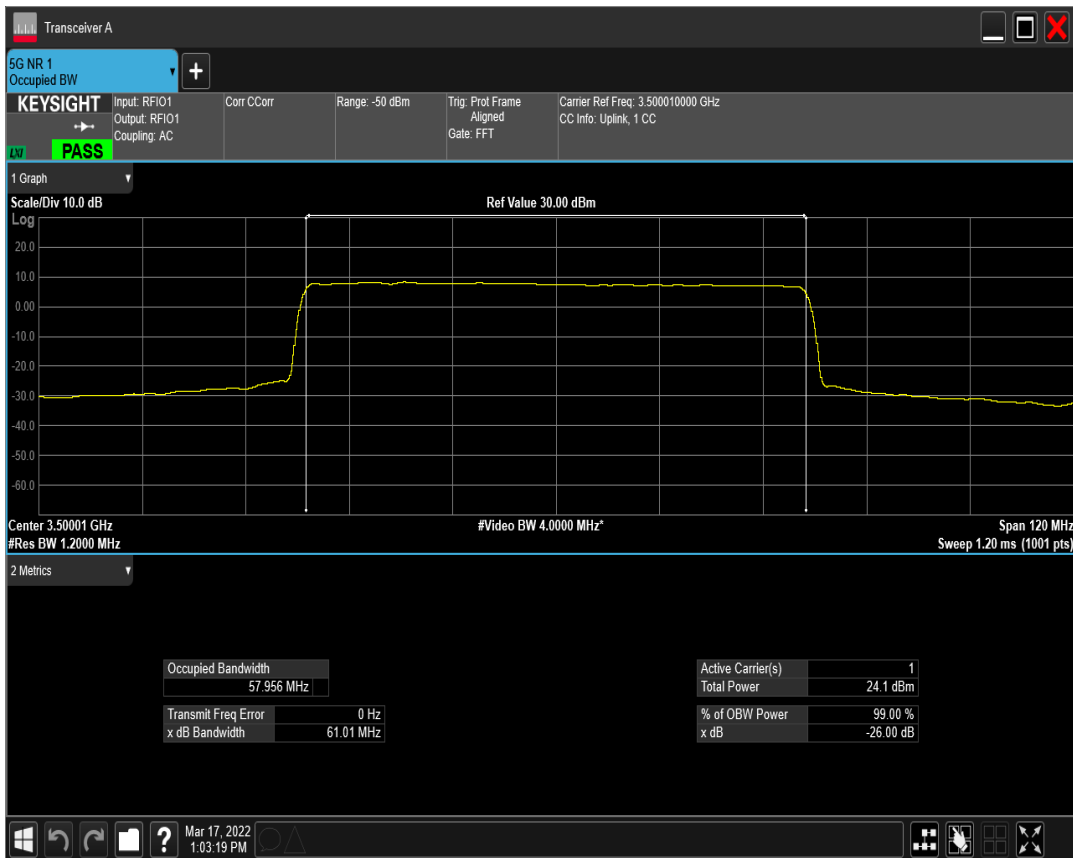 Transceiver A
5G NR 1
Occupied BW
+
KEYSIGHT
LXI
PASS
Input: RFIO1
Output: RFIO1
Coupling: AC
Corr CCorr
Range: -50 dBm
Trig: Prot Frame
Aligned
Gate: FFT
Carrier Ref Freq: 3.500010000 GHz
CC Info: Uplink, 1 CC
1 Graph
Scale/Div 10.0 dB
Ref Value 30.00 dBm
Log
20.0
10.0
0.00
-10.0
-20.0
-30.0
-40.0
-50.0
-60.0
Center 3.50001 GHz
#Video BW 4.0000 MHz*
Span 120 MHz
#Res BW 1.2000 MHz
Sweep 1.20 ms (1001 pts)
2 Metrics
Occupied Bandwidth
57.956 MHz
Transmit Freq Error 0 Hz
x dB Bandwidth 61.01 MHz
Active Carrier(s) 1
Total Power 24.1 dBm
% of OBW Power 99.00 %
x dB -26.00 dB
?
Mar 17, 2022
1:03:19 PM